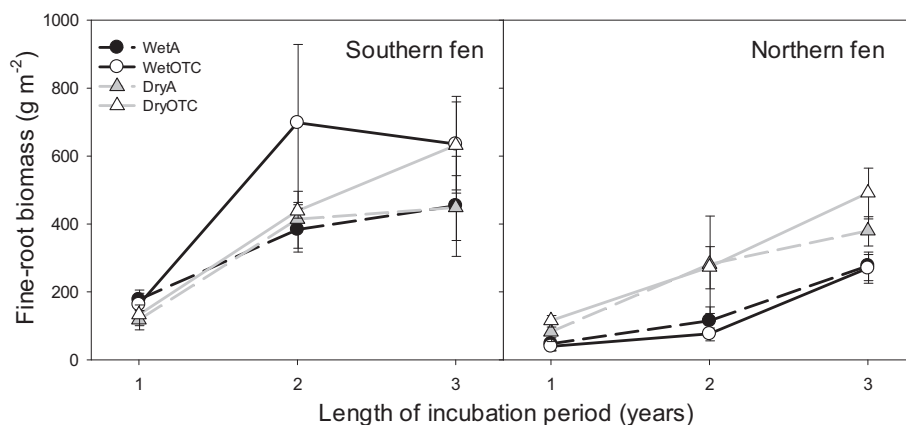 1000
800
600
400
200
0
Fine-root biomass (g m-2)
WetA
WetOTC
DryA
DryOTC
Southern fen
Northern fen
1 2 3 1 2 3
Length of incubation period (years)